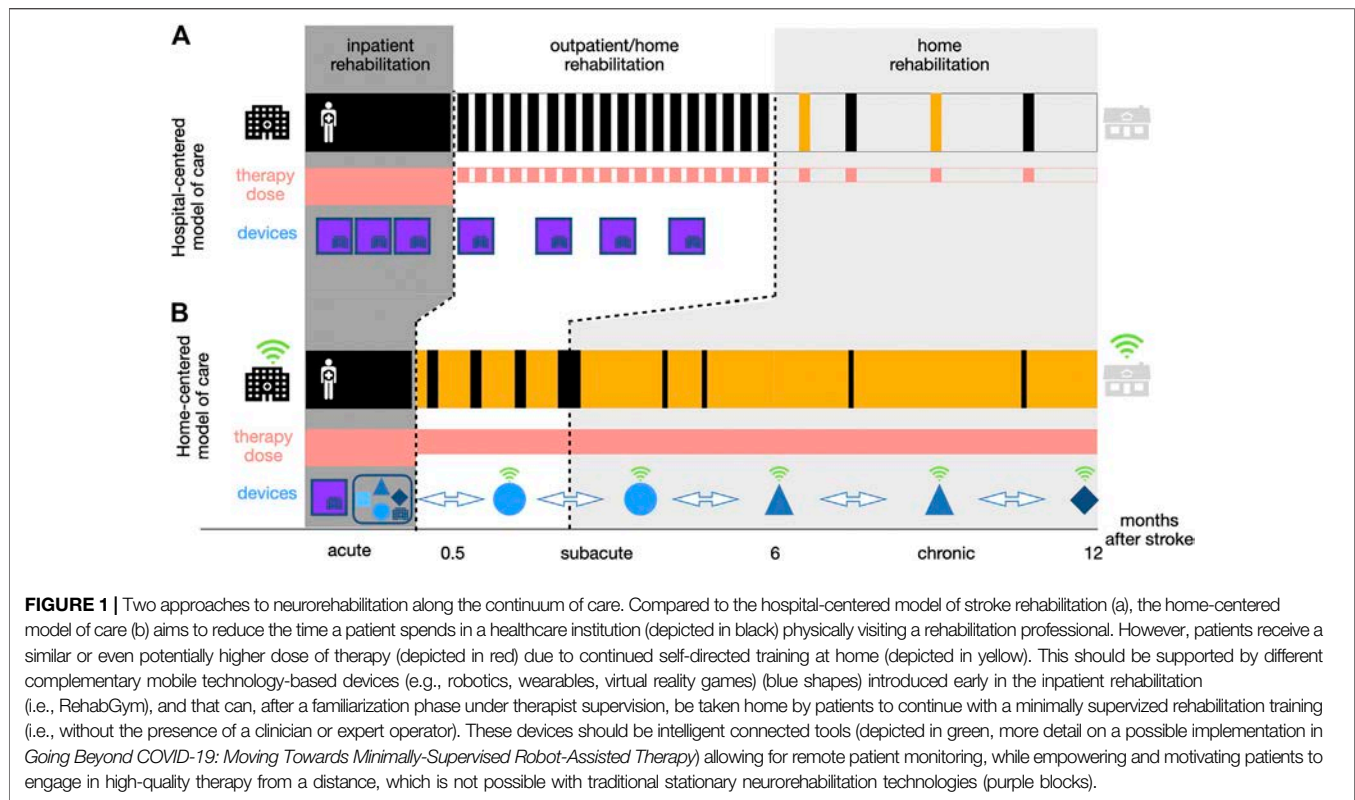 A
inpatient
rehabilitation
outpatient/home
rehabilitation
home
rehabilitation
Hospital-centered
model of care
therapy
dose
devices
B
Home-centered
model of care
therapy
dose
devices
acute
0.5
subacute
6
chronic
12
months
after stroke
FIGURE 1 | Two approaches to neurorehabilitation along the continuum of care. Compared to the hospital-centered model of stroke rehabilitation (a), the home-centered
model of care (b) aims to reduce the time a patient spends in a healthcare institution (depicted in black) physically visiting a rehabilitation professional. However, patients receive a
similar or even potentially higher dose of therapy (depicted in red) due to continued self-directed training at home (depicted in yellow). This should be supported by different
complementary mobile technology-based devices (e.g., robotics, wearables, virtual reality games) (blue shapes) introduced early in the inpatient rehabilitation
(i.e., RehabGym), and that can, after a familiarization phase under therapist supervision, be taken home by patients to continue with a minimally supervized rehabilitation training
(i.e., without the presence of a clinician or expert operator). These devices should be intelligent connected tools (depicted in green, more detail on a possible implementation in
Going Beyond COVID-19: Moving Towards Minimally-Supervised Robot-Assisted Therapy) allowing for remote patient monitoring, while empowering and motivating patients to
engage in high-quality therapy from a distance, which is not possible with traditional stationary neurorehabilitation technologies (purple blocks).